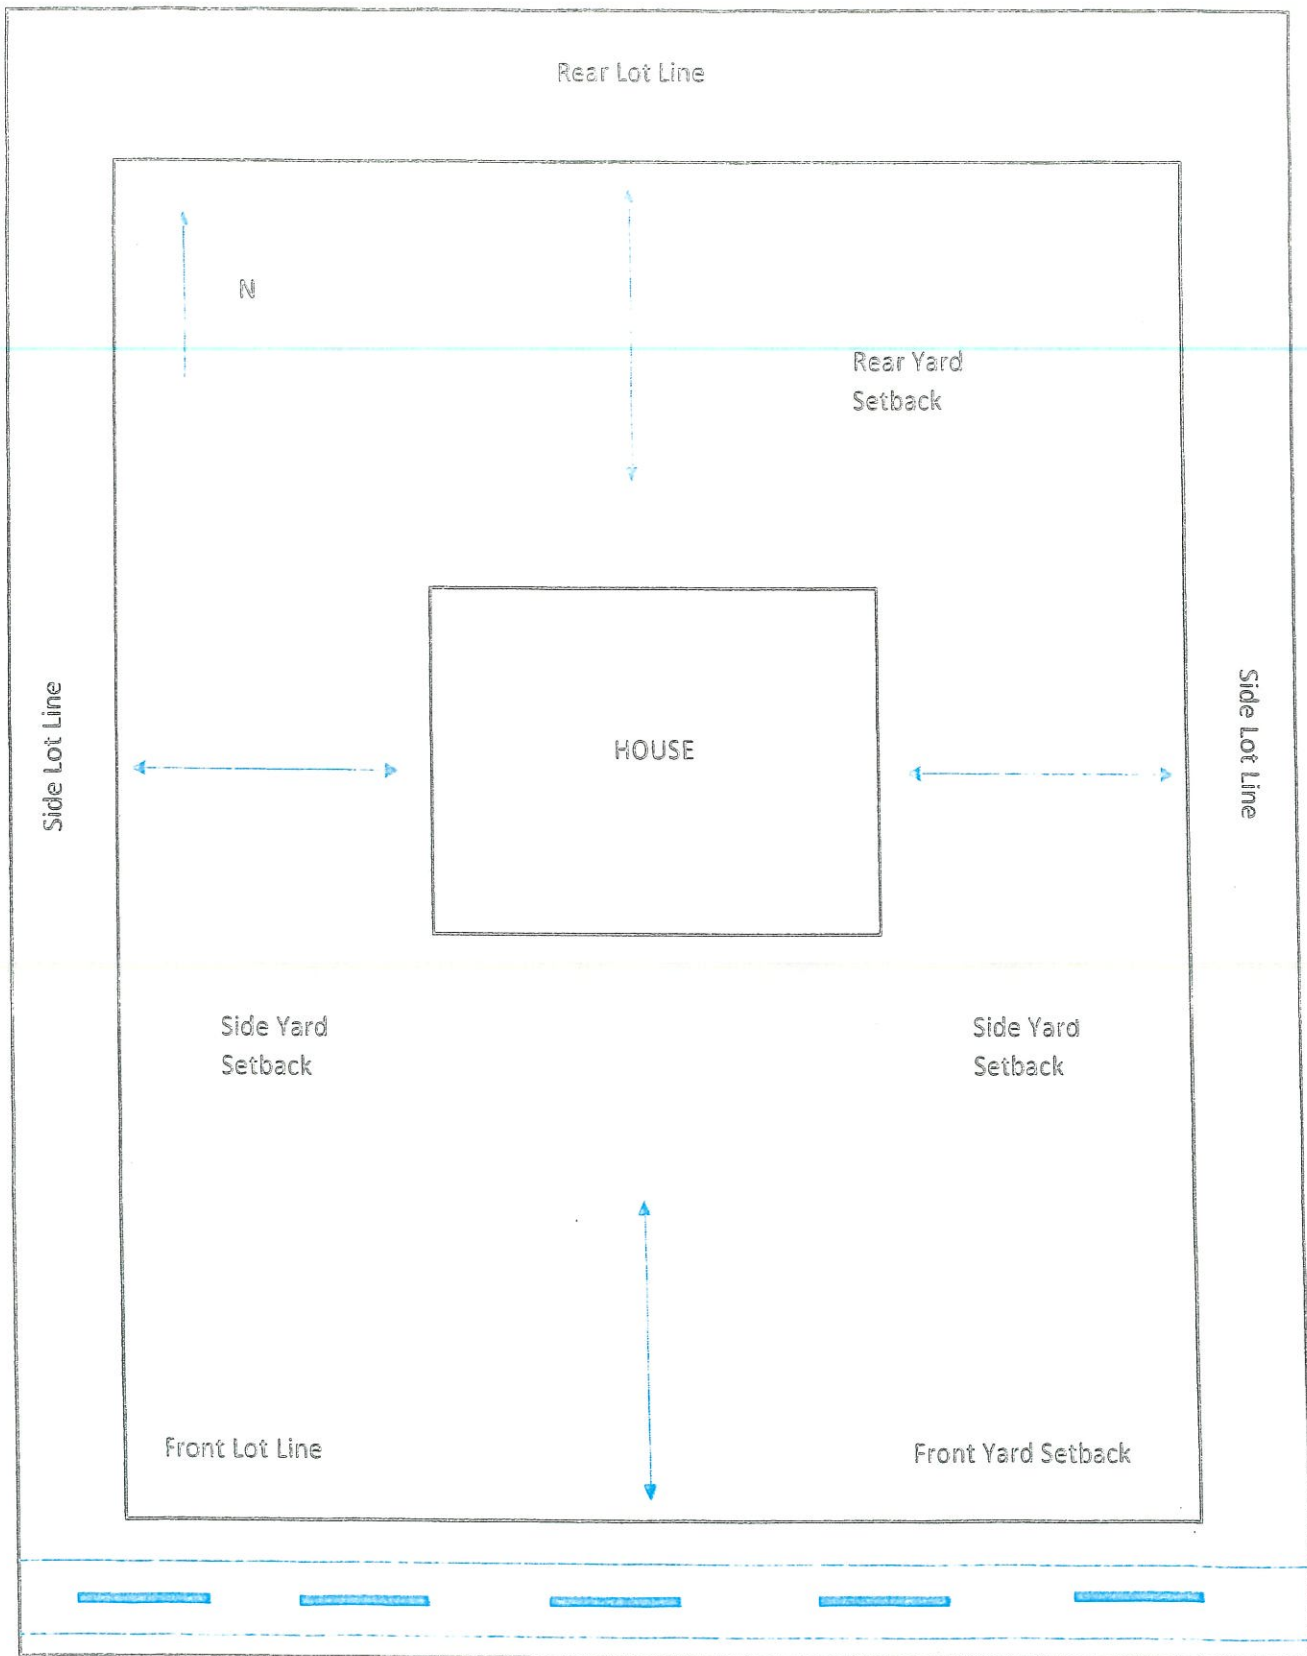 Rear Lot Line
N
Rear Yard
Setback
Side Lot Line
HOUSE
Side Lot Line
Side Yard
Setback
Side Yard
Setback
Front Lot Line
Front Yard Setback